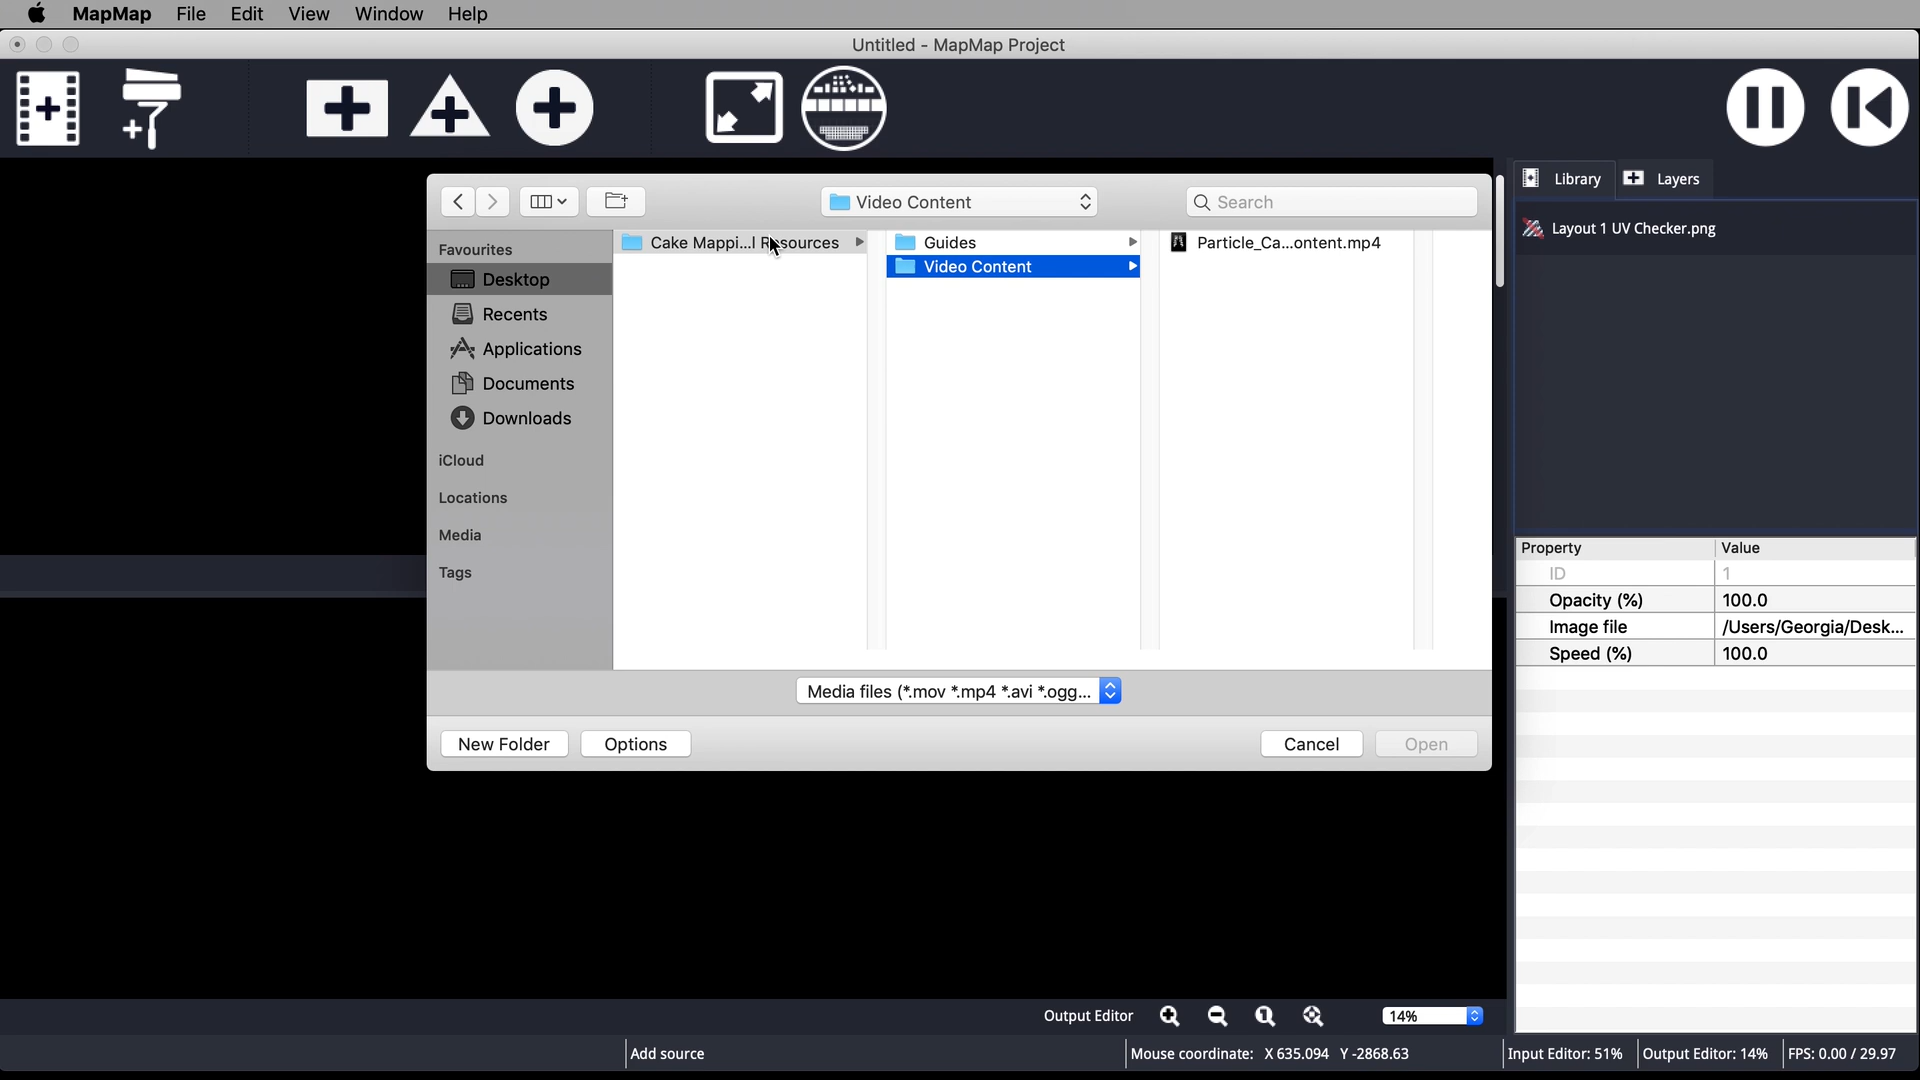 MapMap File Edit View Window Help
Untitled - MapMap Project
Library Layers
Video Content
Search
Layout 1 UV Checker.png
Favourites
Desktop
Recents
Applications
Documents
Downloads
iCloud
Locations
Media
Tags
Cake Mappi...l Resources
Guides
Video Content
Particle_Ca...ontent.mp4
Media files (*.mov *.mp4 *.avi *.ogg...
New Folder Options Cancel Open
Property Value
ID 1
Opacity (%) 100.0
Image file /Users/Georgia/Desk...
Speed (%) 100.0
Output Editor 14%
Add source Mouse coordinate: X 635.094 Y -2868.63 Input Editor: 51% Output Editor: 14% FPS: 0.00 / 29.97